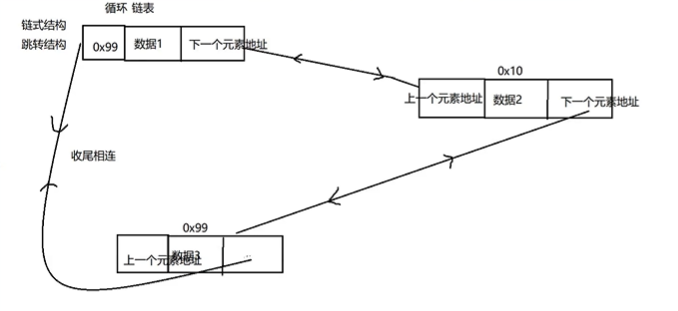 循环 链表
链式结构
跳转结构
0x99 数据1 下一个元素地址
0x10
上一个元素地址 数据2 下一个元素地址
收尾相连
0x99
上一个元素地址 数据3